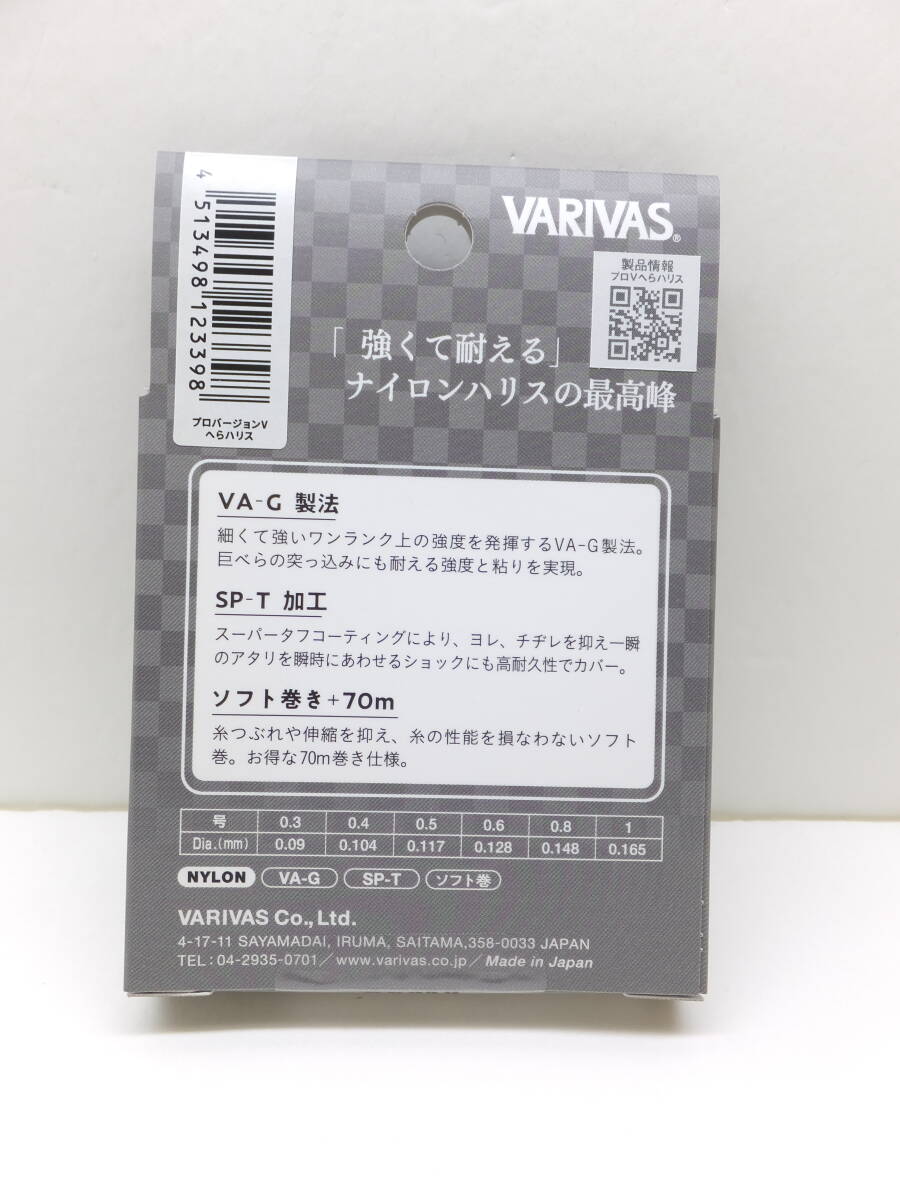 4 513498 123398
プロバージョンV
へらハリス
VARIVAS®
製品情報
プロVへらハリス
「強くて耐える」
ナイロンハリスの最高峰
VA-G 製法
細くて強いワンランク上の強度を発揮するVA-G製法。
巨べらの突っ込みにも耐える強度と粘りを実現。
SP-T 加工
スーパータフコーティングにより、ヨレ、チヂレを抑え一瞬
のアタリを瞬時にあわせるショックにも高耐久性でカバー。
ソフト巻き+70m
糸つぶれや伸縮を抑え、糸の性能を損なわないソフト
巻。お得な70m巻き仕様。
号 0.3 0.4 0.5 0.6 0.8 1
Dia.(mm) 0.09 0.104 0.117 0.128 0.148 0.165
NYLON VA-G SP-T ソフト巻
VARIVAS Co.,Ltd.
4-17-11 SAYAMADAI, IRUMA, SAITAMA,358-0033 JAPAN
TEL:04-2935-0701/www.varivas.co.jp/Made in Japan